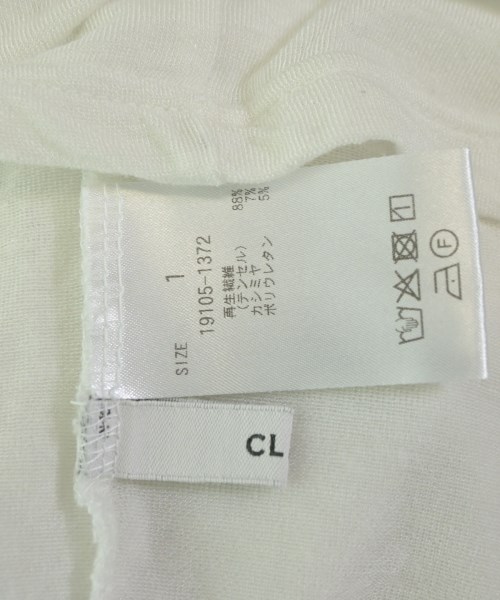 SIZE 1
19105-1372
再生繊維 88%
(テンセル)
カシミヤ 7%
ポリウレタン 5%
F
CL